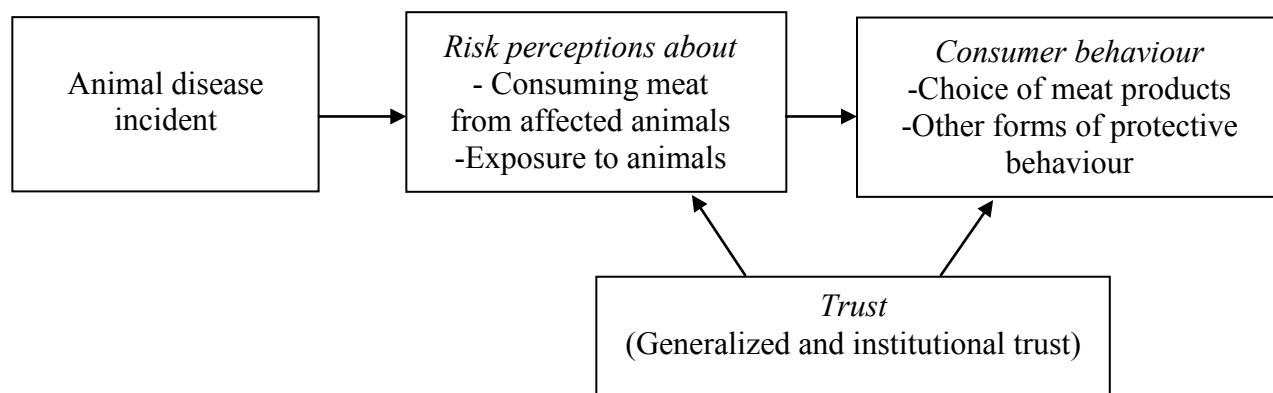 Animal disease
incident
Risk perceptions about
- Consuming meat
from affected animals
-Exposure to animals
Consumer behaviour
-Choice of meat products
-Other forms of protective
behaviour
Trust
(Generalized and institutional trust)